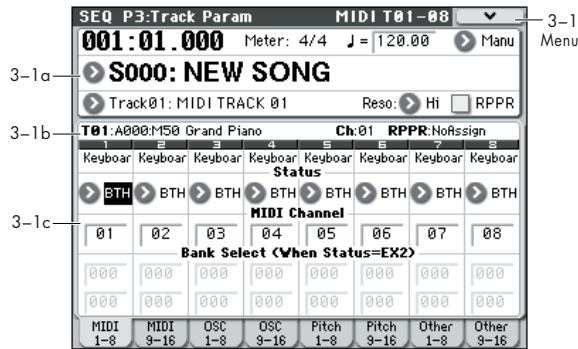 SEQ P3:Track Param MIDI T01-08
3-1
Menu
001:01.000 Meter: 4/4 ♩= 120.00 Manu
3-1a
S000: NEW SONG
Track01: MIDI TRACK 01 Reso: Hi RPPR
3-1b
T01:A000:M50 Grand Piano Ch:01 RPPR:NoAssign
1 2 3 4 5 6 7 8
Keyboar Keyboar Keyboar Keyboar Keyboar Keyboar Keyboar Keyboar
Status
BTH BTH BTH BTH BTH BTH BTH BTH
3-1c
MIDI Channel
01 02 03 04 05 06 07 08
Bank Select (When Status=EX2)
000 000 000 000 000 000 000 000
000 000 000 000 000 000 000 000
MIDI MIDI OSC OSC Pitch Pitch Other Other
1-8 9-16 1-8 9-16 1-8 9-16 1-8 9-16